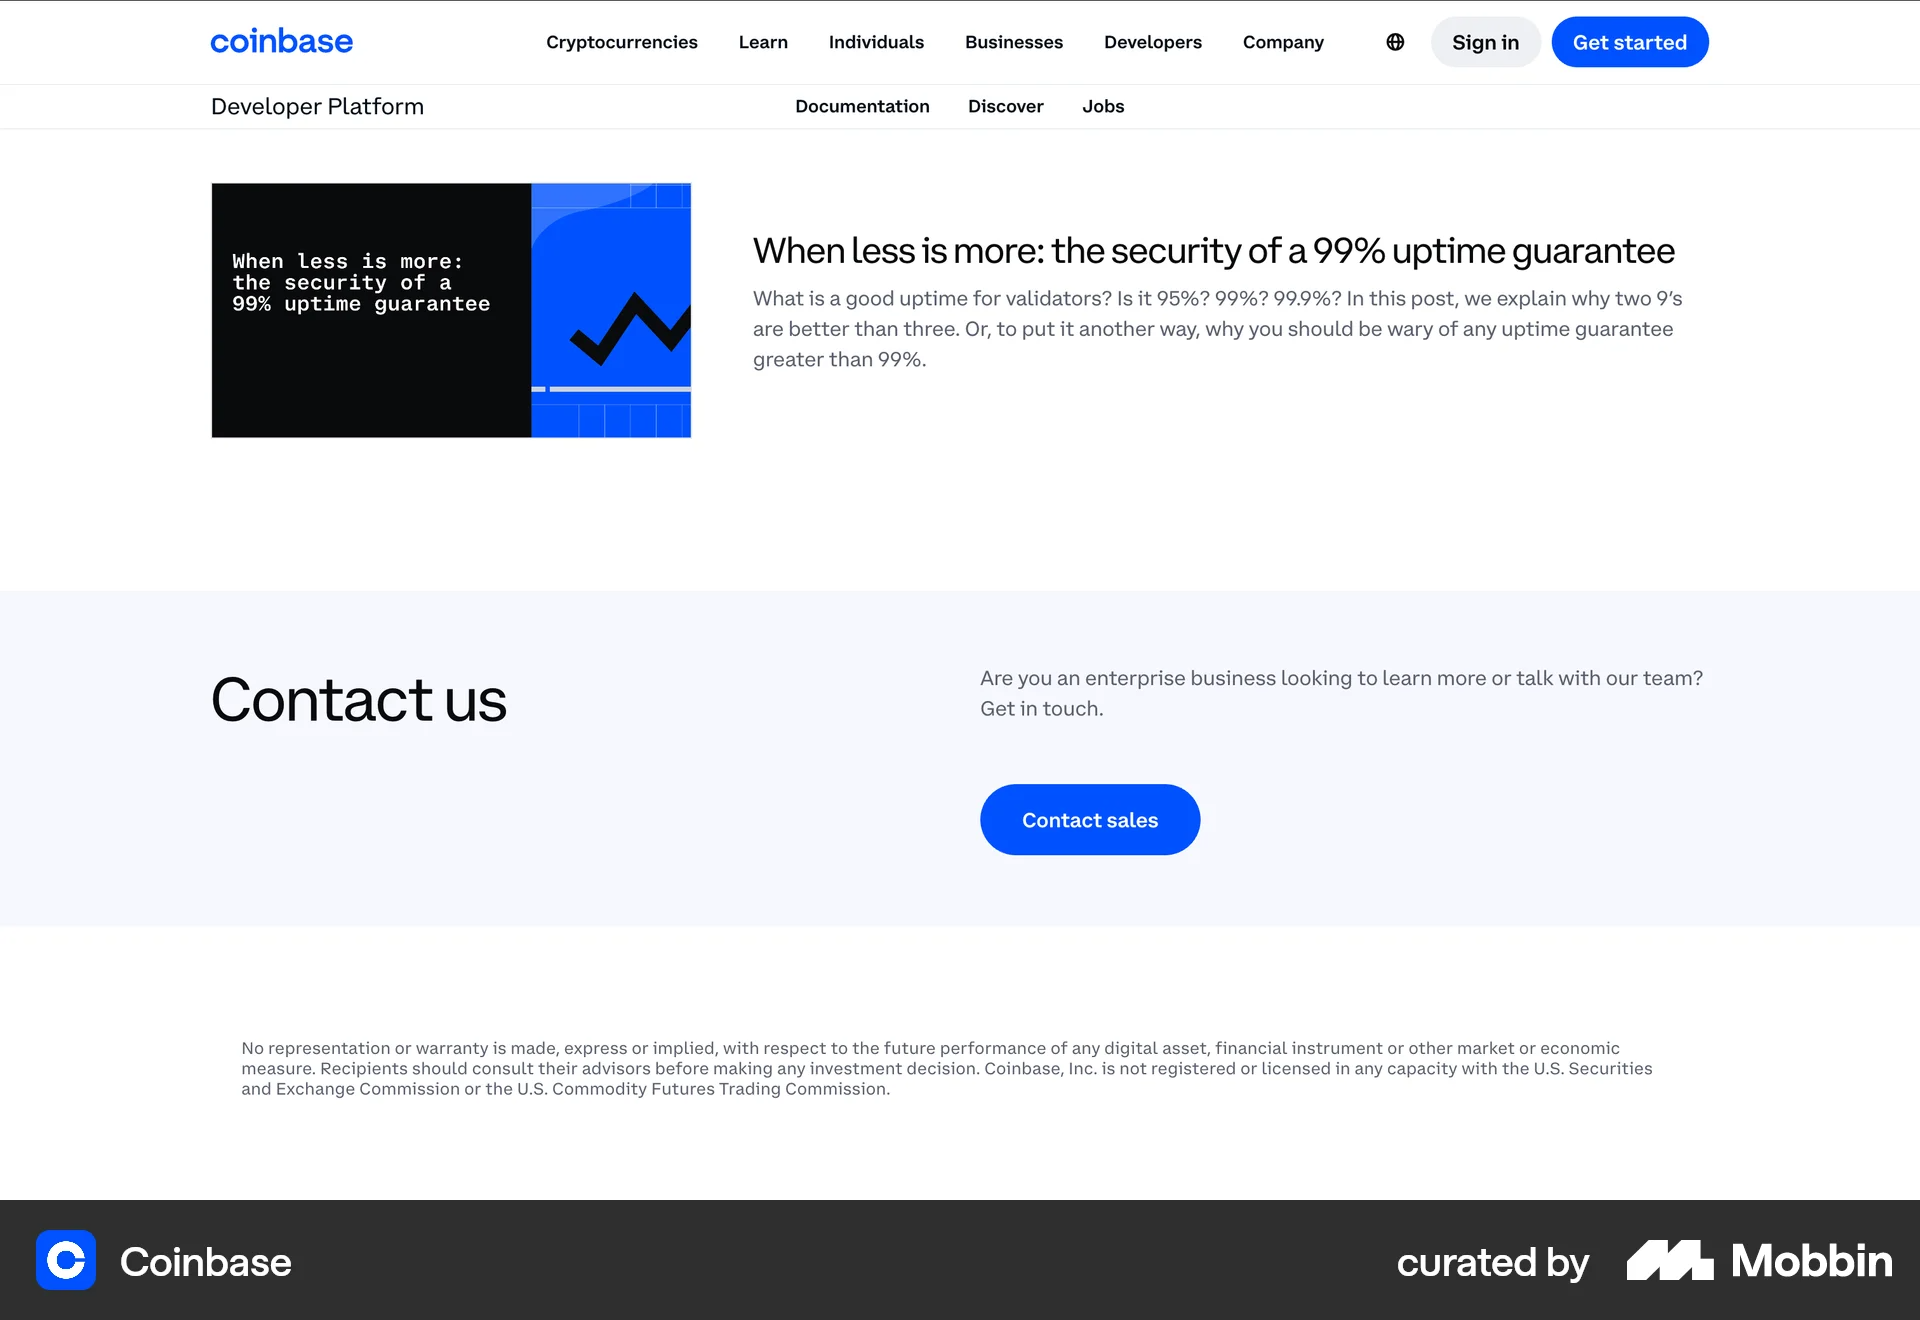 coinbase
Cryptocurrencies
Learn
Individuals
Businesses
Developers
Company
Sign in
Get started
Developer Platform
Documentation
Discover
Jobs
When less is more:
the security of a
99% uptime guarantee
When less is more: the security of a 99% uptime guarantee
What is a good uptime for validators? Is it 95%? 99%? 99.9%? In this post, we explain why two 9’s
are better than three. Or, to put it another way, why you should be wary of any uptime guarantee
greater than 99%.
Contact us
Are you an enterprise business looking to learn more or talk with our team?
Get in touch.
Contact sales
No representation or warranty is made, express or implied, with respect to the future performance of any digital asset, financial instrument or other market or economic
measure. Recipients should consult their advisors before making any investment decision. Coinbase, Inc. is not registered or licensed in any capacity with the U.S. Securities
and Exchange Commission or the U.S. Commodity Futures Trading Commission.
Coinbase
curated by
Mobbin